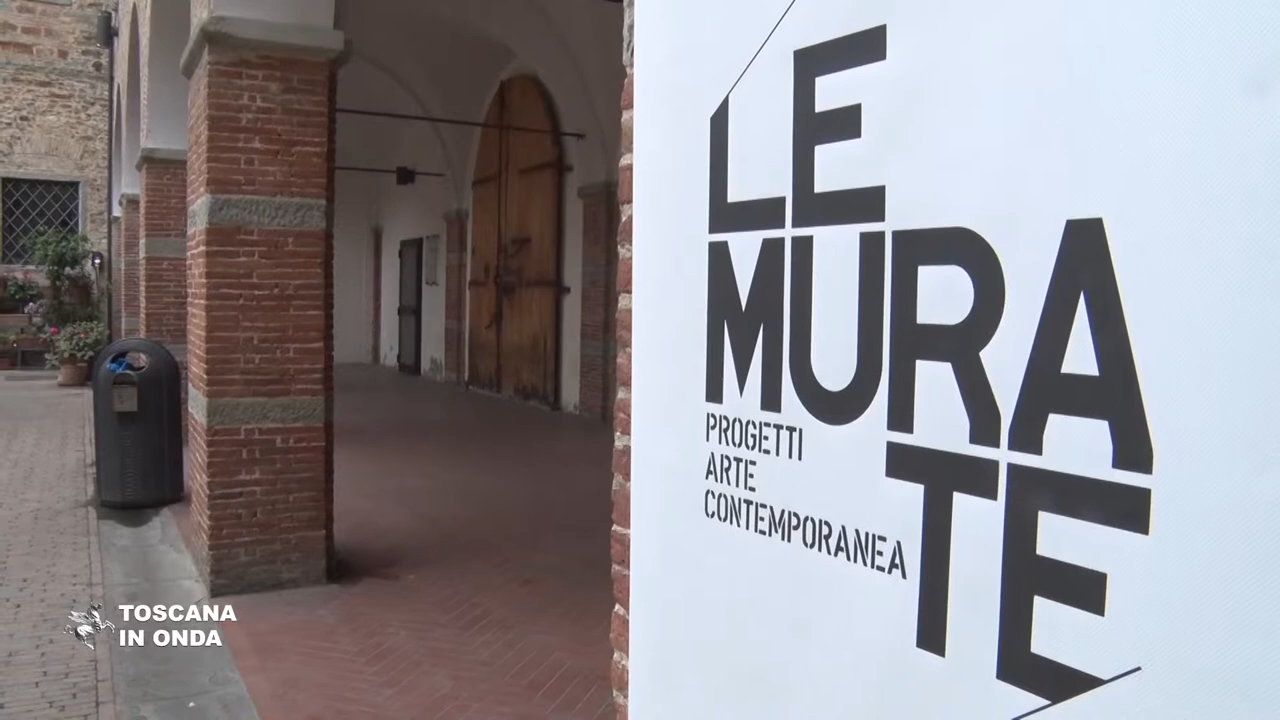 LE
MURA
TE
PROGETTI
ARTE
CONTEMPORANEA
TOSCANA
IN ONDA